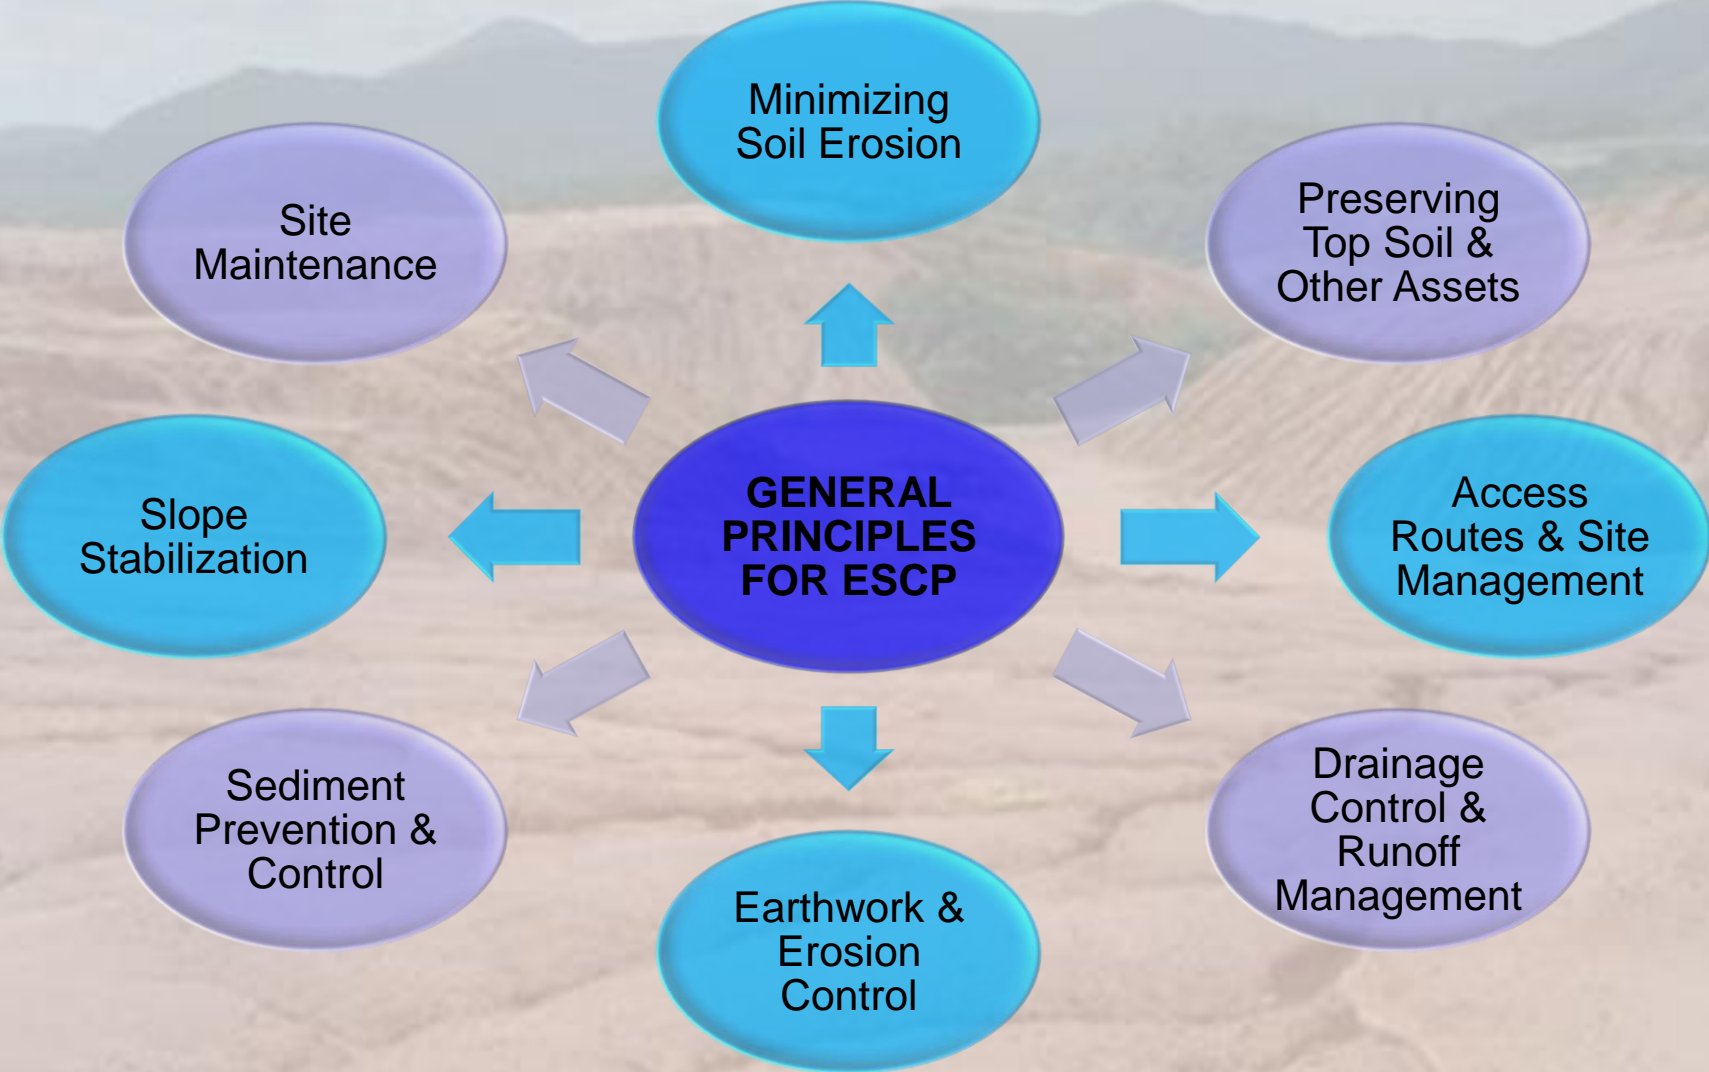 Minimizing
Soil Erosion
Preserving
Top Soil &
Other Assets
Access
Routes & Site
Management
Drainage
Control &
Runoff
Management
Earthwork &
Erosion
Control
Sediment
Prevention &
Control
Slope
Stabilization
Site
Maintenance
GENERAL
PRINCIPLES
FOR ESCP